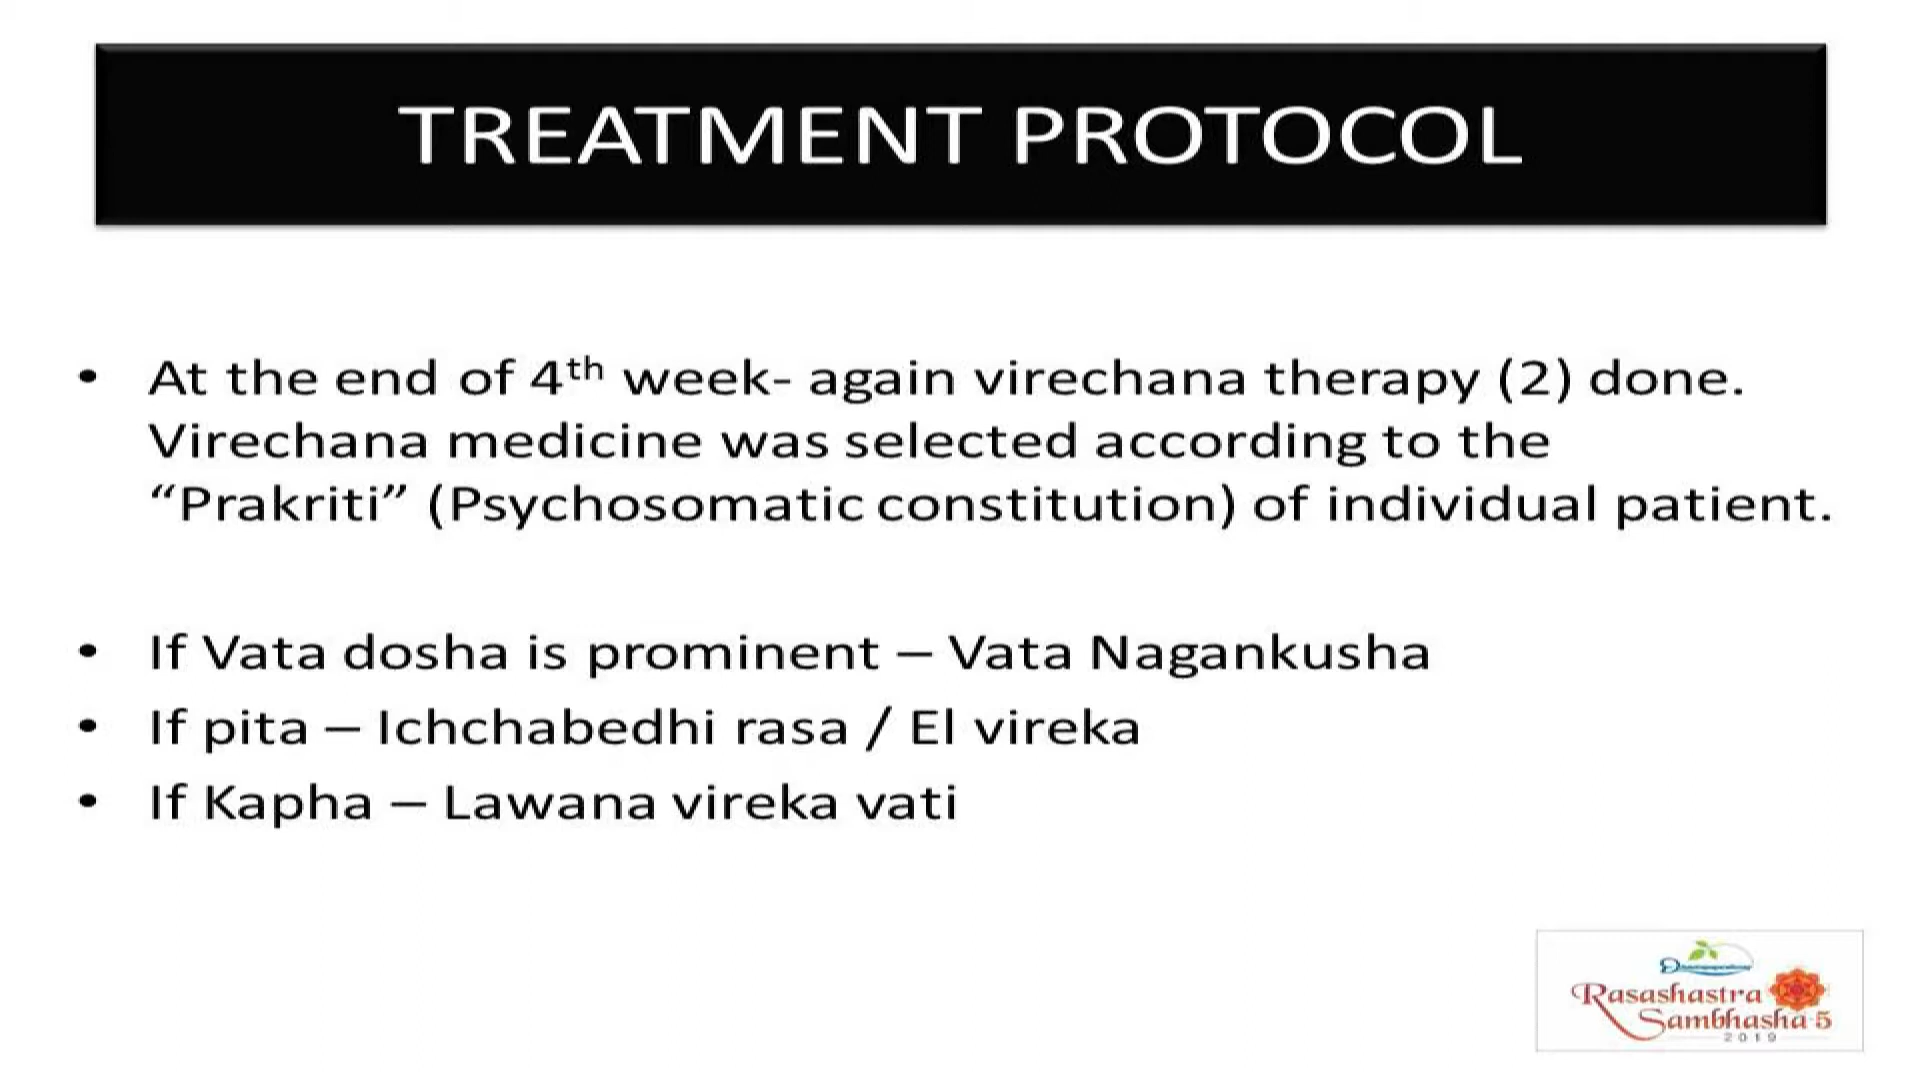 TREATMENT PROTOCOL
• At the end of 4th week- again virechana therapy (2) done.
Virechana medicine was selected according to the
“Prakriti” (Psychosomatic constitution) of individual patient.
• If Vata dosha is prominent – Vata Nagankusha
• If pita – Ichchabedhi rasa / El vireka
• If Kapha – Lawana vireka vati
Rasashastra
Sambhasha-5
2019